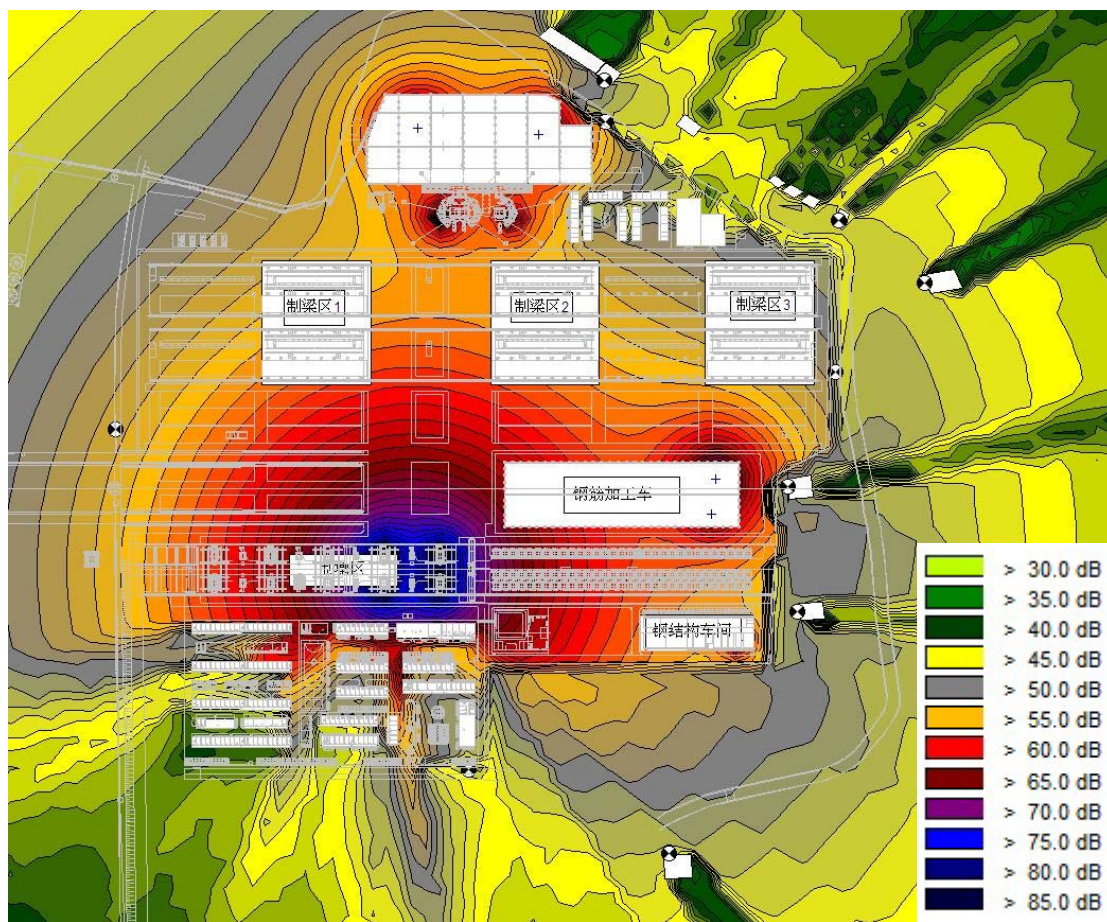 制梁区1
制梁区2
制梁区3
钢筋加工车
制梁区
钢结构车间
> 30.0 dB
> 35.0 dB
> 40.0 dB
> 45.0 dB
> 50.0 dB
> 55.0 dB
> 60.0 dB
> 65.0 dB
> 70.0 dB
> 75.0 dB
> 80.0 dB
> 85.0 dB